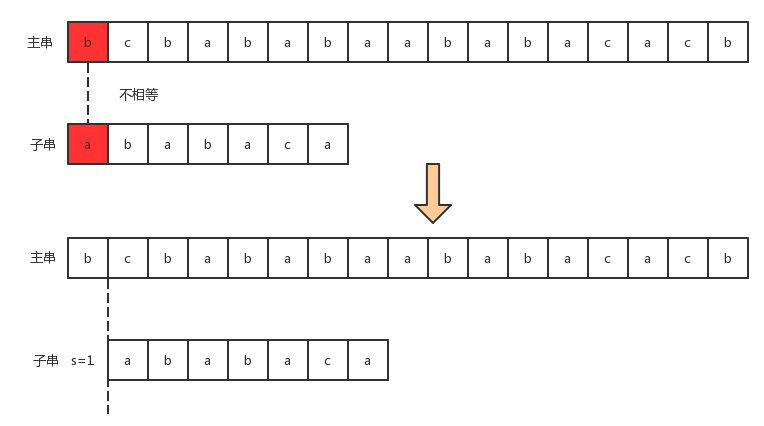 主串 b c b a b a b a a b a b a c a c b
不相等
子串 a b a b a c a
主串 b c b a b a b a a b a b a c a c b
子串 s=1 a b a b a c a